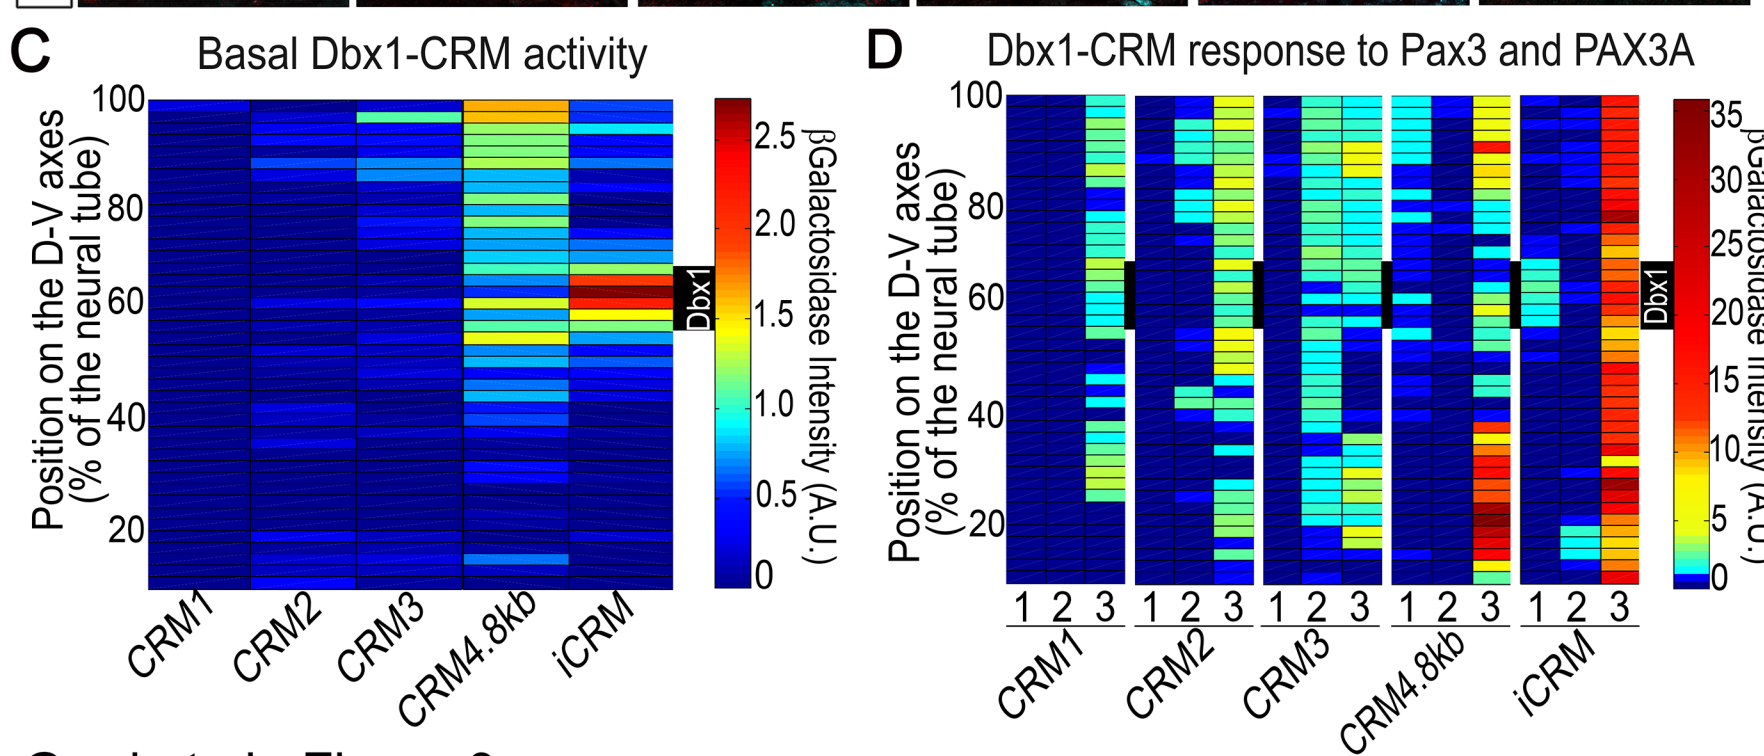 C
Basal Dbx1-CRM activity
Position on the D-V axes
(% of the neural tube)
100
80
60
40
20
CRM1
CRM2
CRM3
CRM4.8kb
iCRM
Dbx1
2.5
2.0
1.5
1.0
0.5
0
βGalactosidase Intensity (A.U.)
D
Dbx1-CRM response to Pax3 and PAX3A
Position on the D-V axes
(% of the neural tube)
100
80
60
40
20
1 2 3 1 2 3 1 2 3 1 2 3 1 2 3
CRM1
CRM2
CRM3
CRM4.8kb
iCRM
Dbx1
35
30
25
20
15
10
5
0
βGalactosidase Intensity (A.U.)